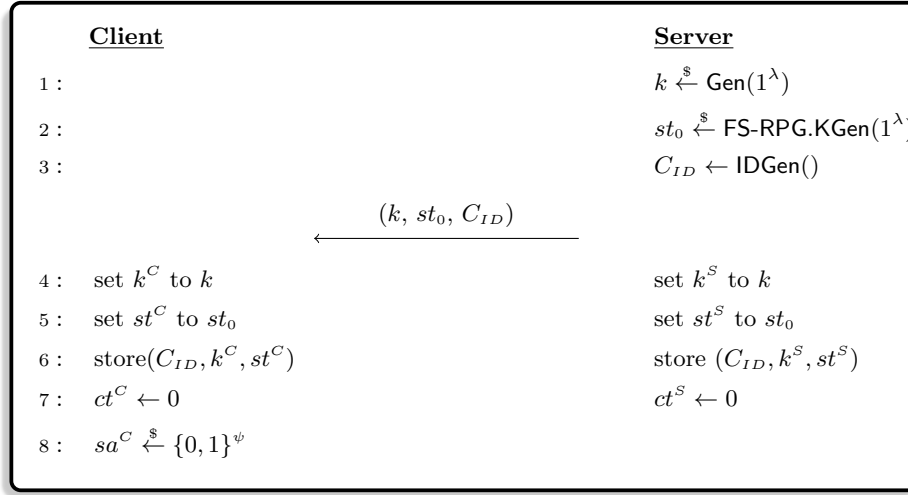 Client Server
1 : k ←$ Gen(1^λ)
2 : st_0 ←$ FS-RPG.KGen(1^λ)
3 : C_ID ← IDGen()
(k, st_0, C_ID)
4 : set k^C to k set k^S to k
5 : set st^C to st_0 set st^S to st_0
6 : store(C_ID, k^C, st^C) store (C_ID, k^S, st^S)
7 : ct^C ← 0 ct^S ← 0
8 : sa^C ←$ {0, 1}^ψ